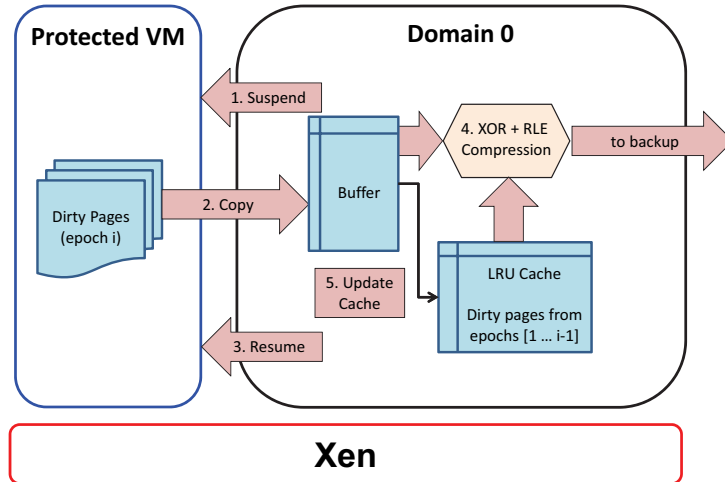 Protected VM
Domain 0
1. Suspend
4. XOR + RLE
Compression
to backup
Buffer
Dirty Pages
(epoch i)
2. Copy
LRU Cache
Dirty pages from
epochs [1 ... i-1]
5. Update
Cache
3. Resume
Xen